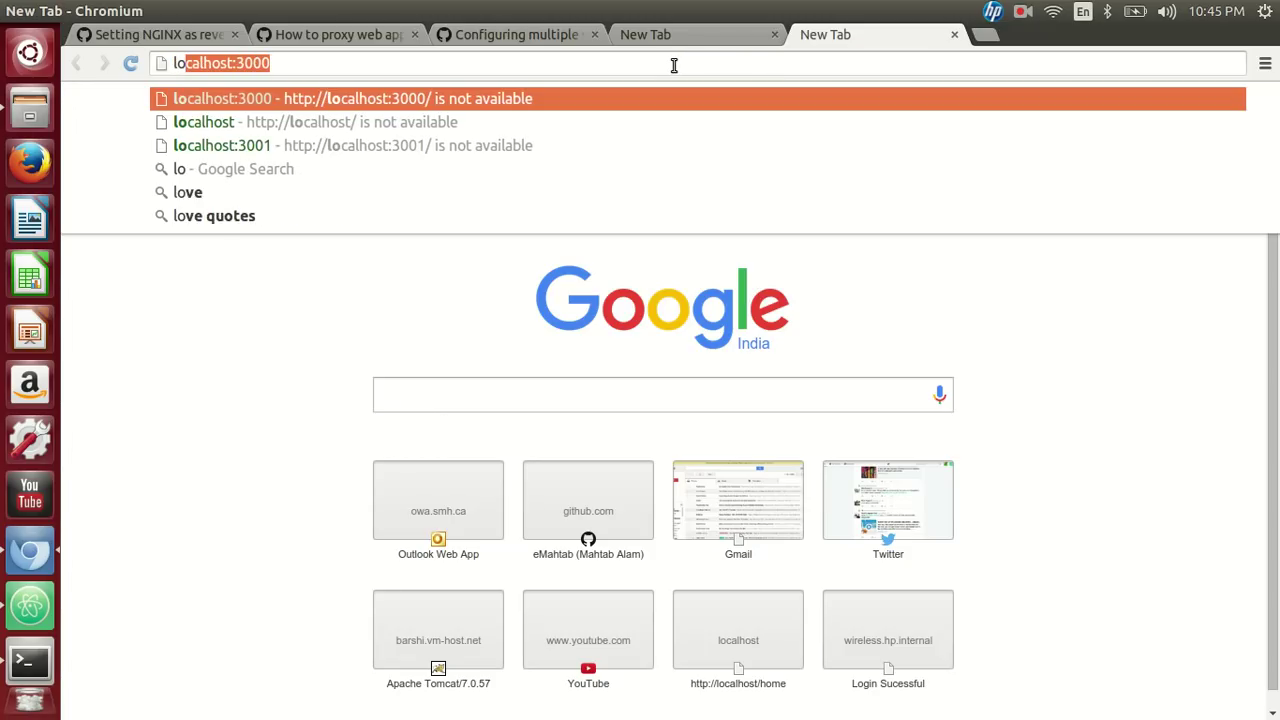 New Tab - Chromium
En
10:45 PM
Setting NGINX as reve
How to proxy web app
Configuring multiple
New Tab
New Tab
localhost:3000
localhost:3000 - http://localhost:3000/ is not available
localhost - http://localhost/ is not available
localhost:3001 - http://localhost:3001/ is not available
lo - Google Search
love
love quotes
Google
India
owa.smh.ca
github.com
Outlook Web App
eMahtab (Mahtab Alam)
Gmail
Twitter
barshi.vm-host.net
www.youtube.com
localhost
wireless.hp.internal
Apache Tomcat/7.0.57
YouTube
http://localhost/home
Login Sucessful
You
Tube